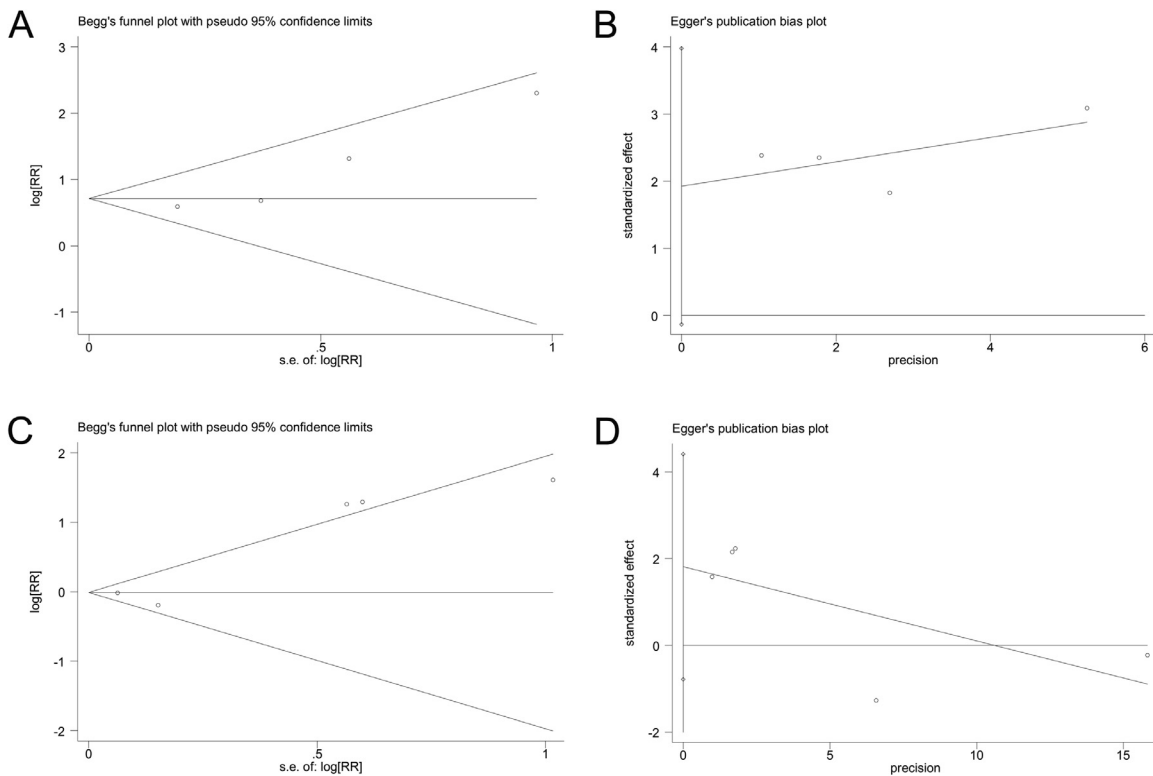 A
Begg's funnel plot with pseudo 95% confidence limits
3
2
1
0
-1
log[RR]
0
.5
1
s.e. of: log[RR]
B
Egger's publication bias plot
4
3
2
1
0
standardized effect
0
2
4
6
precision
C
Begg's funnel plot with pseudo 95% confidence limits
2
1
0
-1
-2
log[RR]
0
.5
1
s.e. of: log[RR]
D
Egger's publication bias plot
4
2
0
-2
standardized effect
0
5
10
15
precision